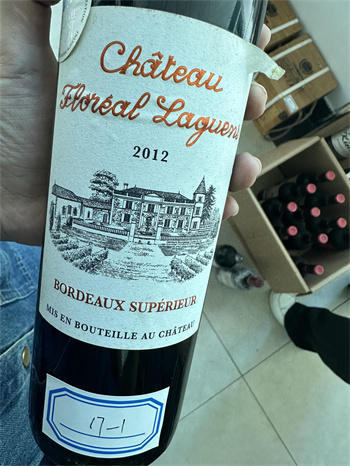 Château
Floréal Laguens
2012
BORDEAUX SUPÉRIEUR
MIS EN BOUTEILLE AU CHÂTEAU
17-1